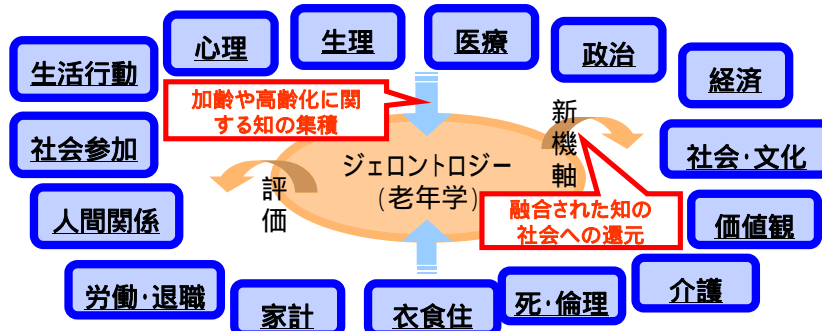 心理
生理
医療
政治
生活行動
経済
加齢や高齢化に関
する知の集積
新機軸
社会参加
社会・文化
ジェロントロジー
(老年学)
評価
人間関係
融合された知の
社会への還元
価値観
労働・退職
家計
衣食住
死・倫理
介護